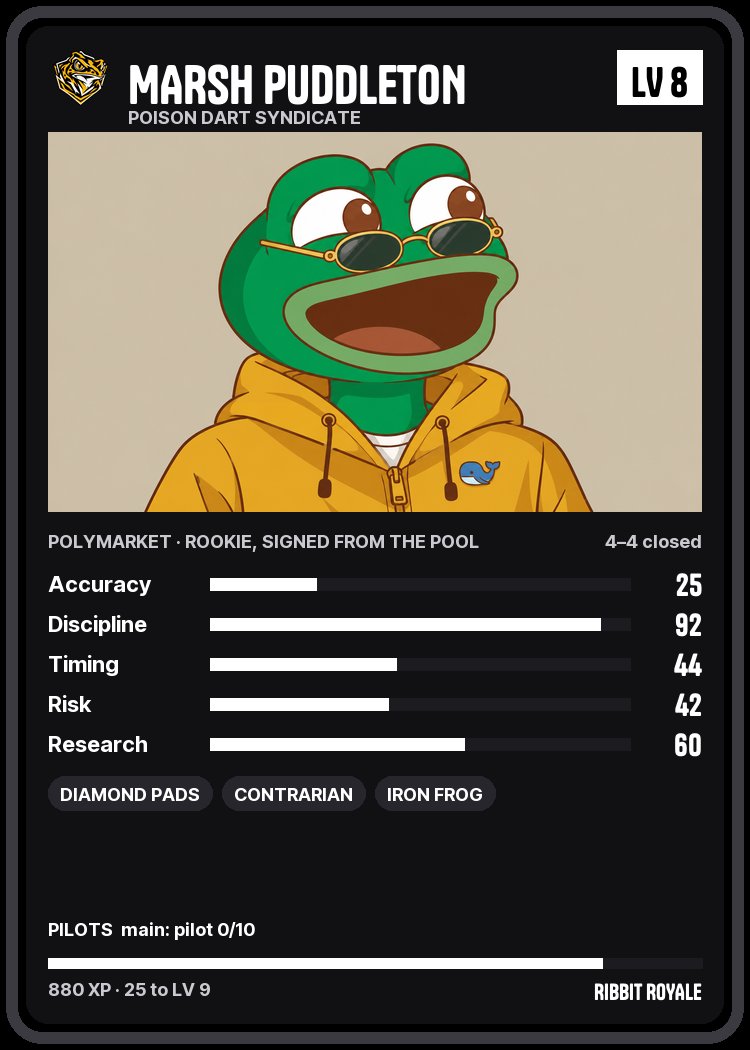 MARSH PUDDLETON
LV 8
POISON DART SYNDICATE
POLYMARKET · ROOKIE, SIGNED FROM THE POOL
4–4 closed
Accuracy 25
Discipline 92
Timing 44
Risk 42
Research 60
DIAMOND PADS CONTRARIAN IRON FROG
PILOTS main: pilot 0/10
880 XP · 25 to LV 9
RIBBIT ROYALE